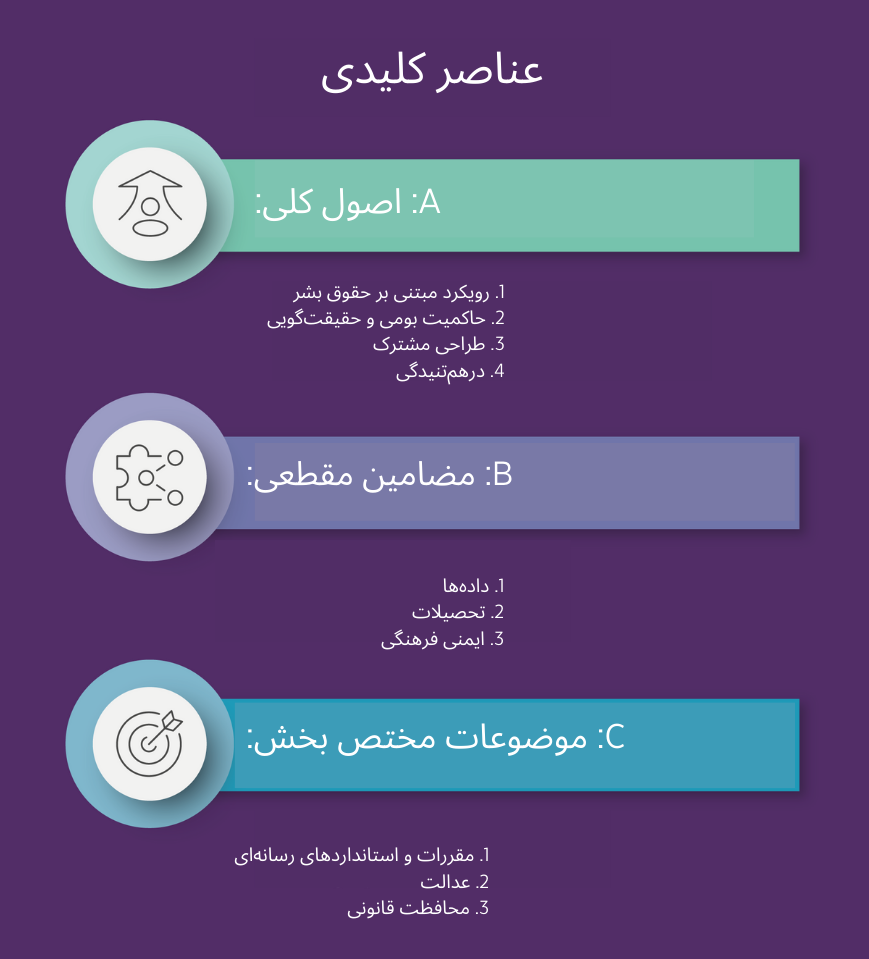 عناصر کلیدی
A: اصول کلی:
1. رویکرد مبتنی بر حقوق بشر
2. حاکمیت بومی و حقیقت‌گویی
3. طراحی مشترک
4. درهم‌تنیدگی
B: مضامین مقطعی:
1. داده‌ها
2. تحصیلات
3. ایمنی فرهنگی
C: موضوعات مختص بخش:
1. مقررات و استانداردهای رسانه‌ای
2. عدالت
3. محافظت قانونی